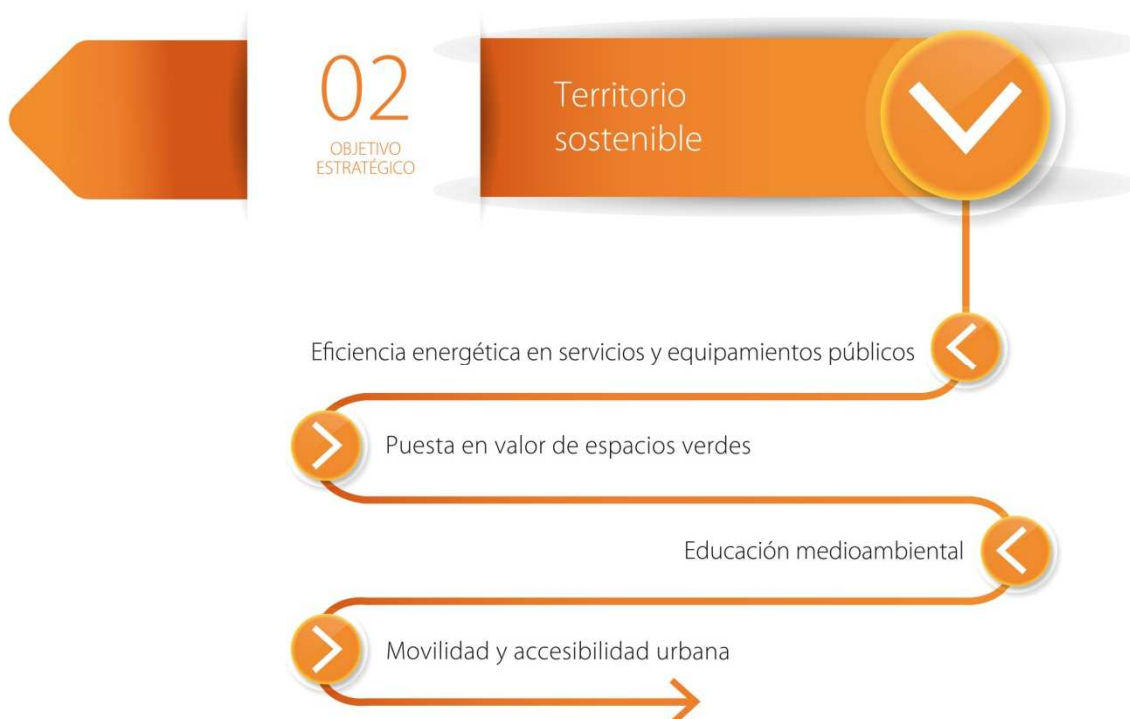 02
OBJETIVO
ESTRATÉGICO
Territorio
sostenible
Eficiencia energética en servicios y equipamientos públicos
Puesta en valor de espacios verdes
Educación medioambiental
Movilidad y accesibilidad urbana